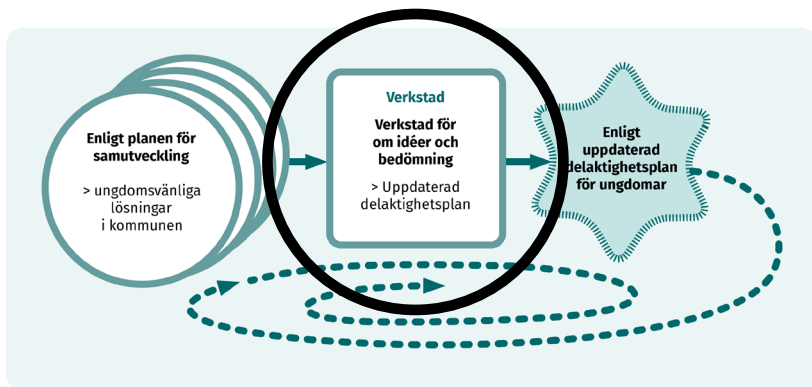 Enligt planen för
samutveckling
> ungdomsvänliga
lösningar
i kommunen
Verkstad
Verkstad för
om idéer och
bedömning
> Uppdaterad
delaktighetsplan
Enligt
uppdaterad
delaktighetsplan
för ungdomar